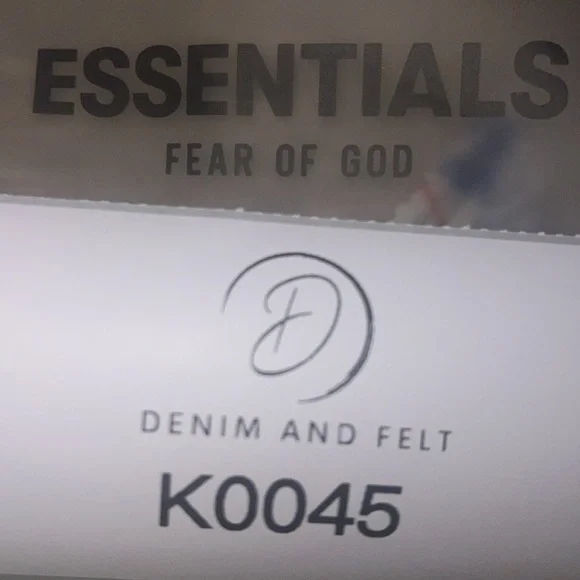 ESSENTIALS
FEAR OF GOD
D
DENIM AND FELT
K0045